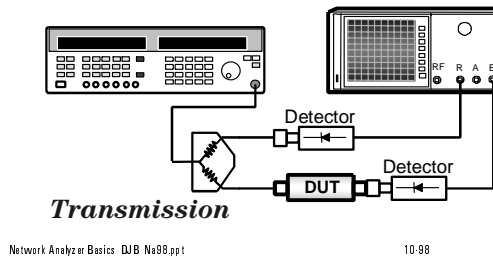 RF R A B
Detector
Detector
DUT
Transmission
Network Analyzer Basics DJB Na98.ppt 10-98